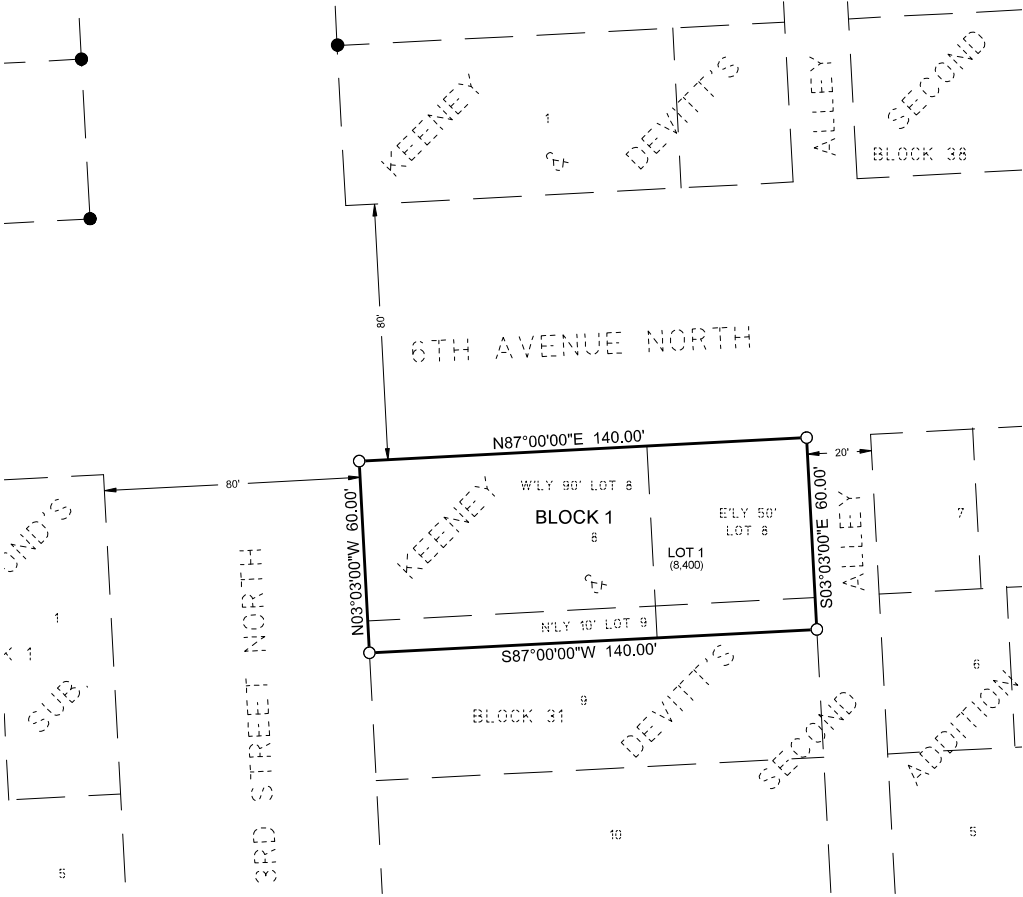 KEENEY
DEVITT'S
SECOND
ALLEY
1
BLOCK 38
80'
6TH AVENUE NORTH
N87°00'00"E 140.00'
20'
80'
W'LY 90' LOT 8
BLOCK 1
8
E'LY 50'
LOT 8
LOT 1
(8,400)
KEENEY
N03°03'00"W 60.00'
S03°03'00"E 60.00'
ALLEY
7
N'LY 10' LOT 9
S87°00'00"W 140.00'
OND'S
1
K 1
SUB.
5
3RD STREET NORTH
BLOCK 31
9
DEVITT'S
SECOND
ADDITION
6
10
5